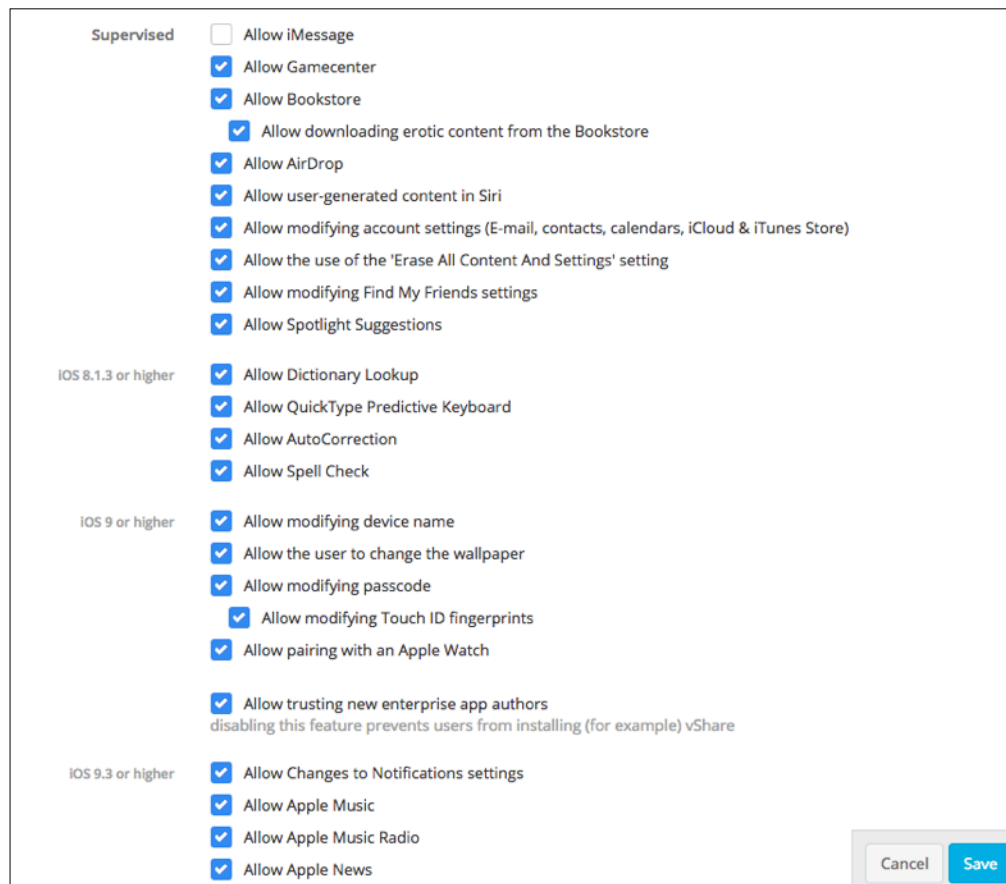 Supervised
Allow iMessage
Allow Gamecenter
Allow Bookstore
Allow downloading erotic content from the Bookstore
Allow AirDrop
Allow user-generated content in Siri
Allow modifying account settings (E-mail, contacts, calendars, iCloud & iTunes Store)
Allow the use of the 'Erase All Content And Settings' setting
Allow modifying Find My Friends settings
Allow Spotlight Suggestions
iOS 8.1.3 or higher
Allow Dictionary Lookup
Allow QuickType Predictive Keyboard
Allow AutoCorrection
Allow Spell Check
iOS 9 or higher
Allow modifying device name
Allow the user to change the wallpaper
Allow modifying passcode
Allow modifying Touch ID fingerprints
Allow pairing with an Apple Watch
Allow trusting new enterprise app authors
disabling this feature prevents users from installing (for example) vShare
iOS 9.3 or higher
Allow Changes to Notifications settings
Allow Apple Music
Allow Apple Music Radio
Allow Apple News
Cancel
Save